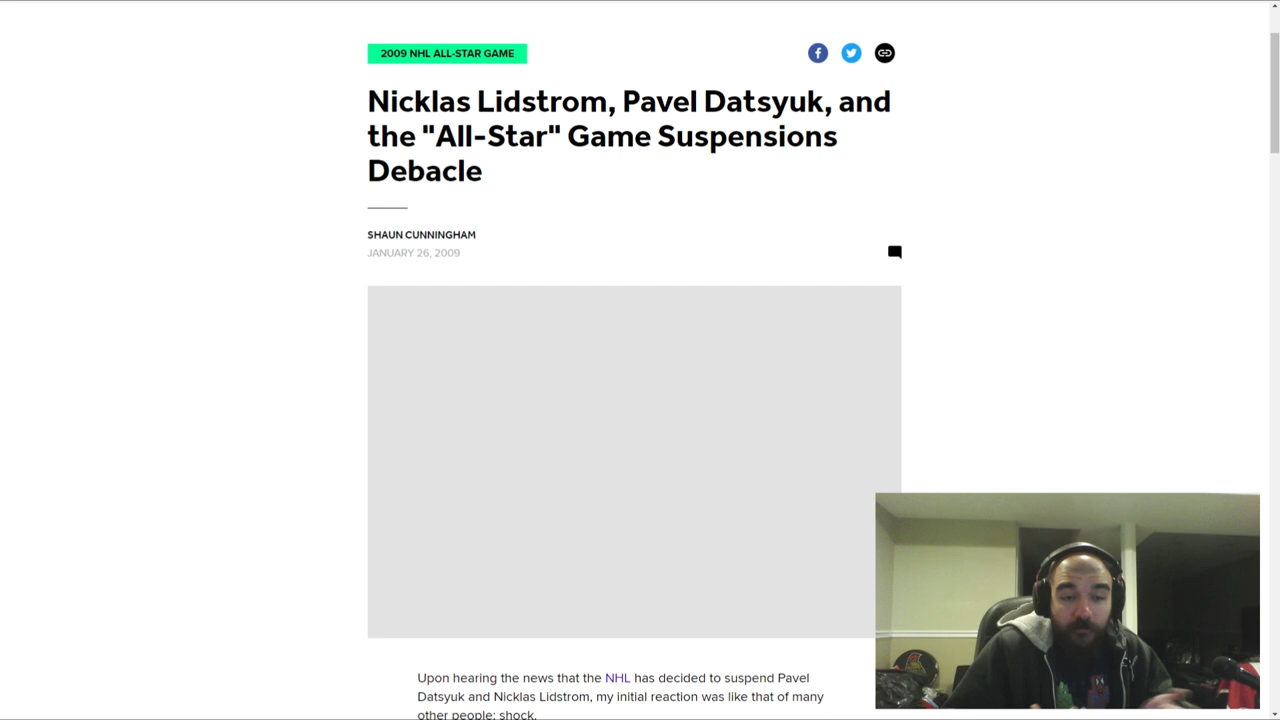 2009 NHL ALL-STAR GAME
Nicklas Lidstrom, Pavel Datsyuk, and
the "All-Star" Game Suspensions
Debacle
SHAUN CUNNINGHAM
JANUARY 26, 2009
Upon hearing the news that the NHL has decided to suspend Pavel
Datsyuk and Nicklas Lidstrom, my initial reaction was like that of many
other people: shock.